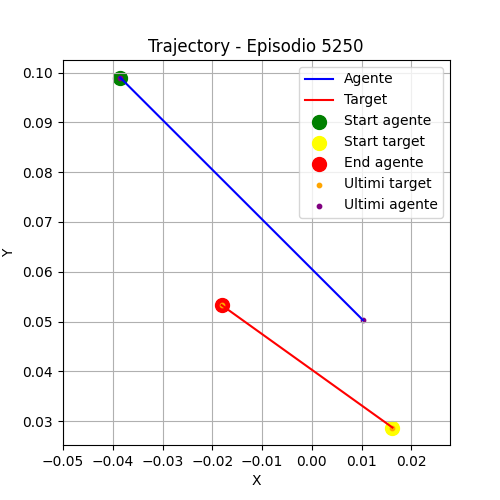 Trajectory - Episodio 5250
Agente
Target
Start agente
Start target
End agente
Ultimi target
Ultimi agente
0.10
0.09
0.08
0.07
0.06
0.05
0.04
0.03
Y
−0.05 −0.04 −0.03 −0.02 −0.01 0.00 0.01 0.02
X